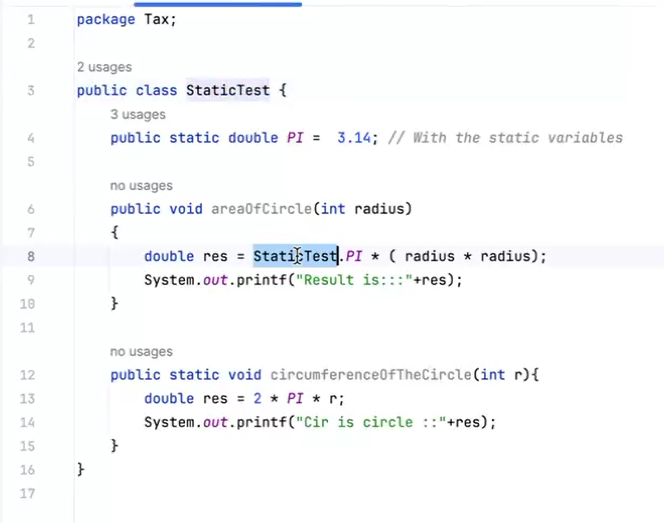 1 package Tax;
2
2 usages
3 public class StaticTest {
3 usages
4 public static double PI = 3.14; // With the static variables
5
no usages
6 public void areaOfCircle(int radius)
7 {
8 double res = StaticTest.PI * ( radius * radius);
9 System.out.printf("Result is:::"+res);
10 }
11
no usages
12 public static void circumferenceOfTheCircle(int r){
13 double res = 2 * PI * r;
14 System.out.printf("Cir is circle ::"+res);
15 }
16 }
17